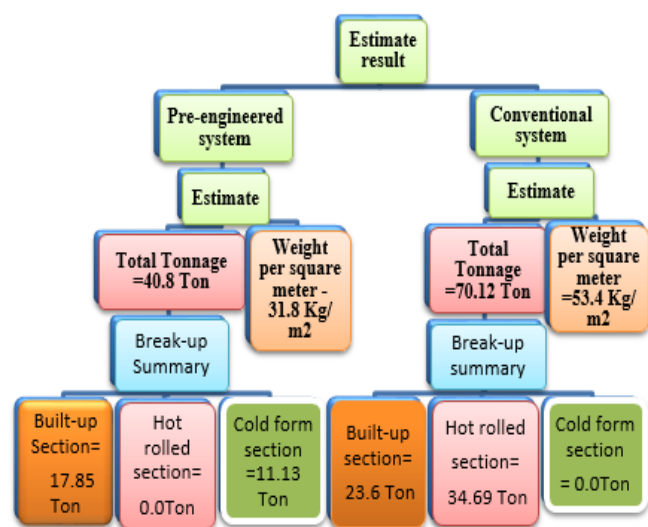 Estimate
result
Pre-engineered
system
Conventional
system
Estimate
Estimate
Total Tonnage
=40.8 Ton
Weight
per square
meter -
31.8 Kg/
m2
Total
Tonnage
=70.12 Ton
Weight
per square
meter
=53.4 Kg/
m2
Break-up
Summary
Break-up
summary
Built-up
Section=
17.85
Ton
Hot
rolled
section=
0.0Ton
Cold form
section
=11.13
Ton
Built-up
section=
23.6 Ton
Hot rolled
section=
34.69 Ton
Cold form
section
= 0.0Ton